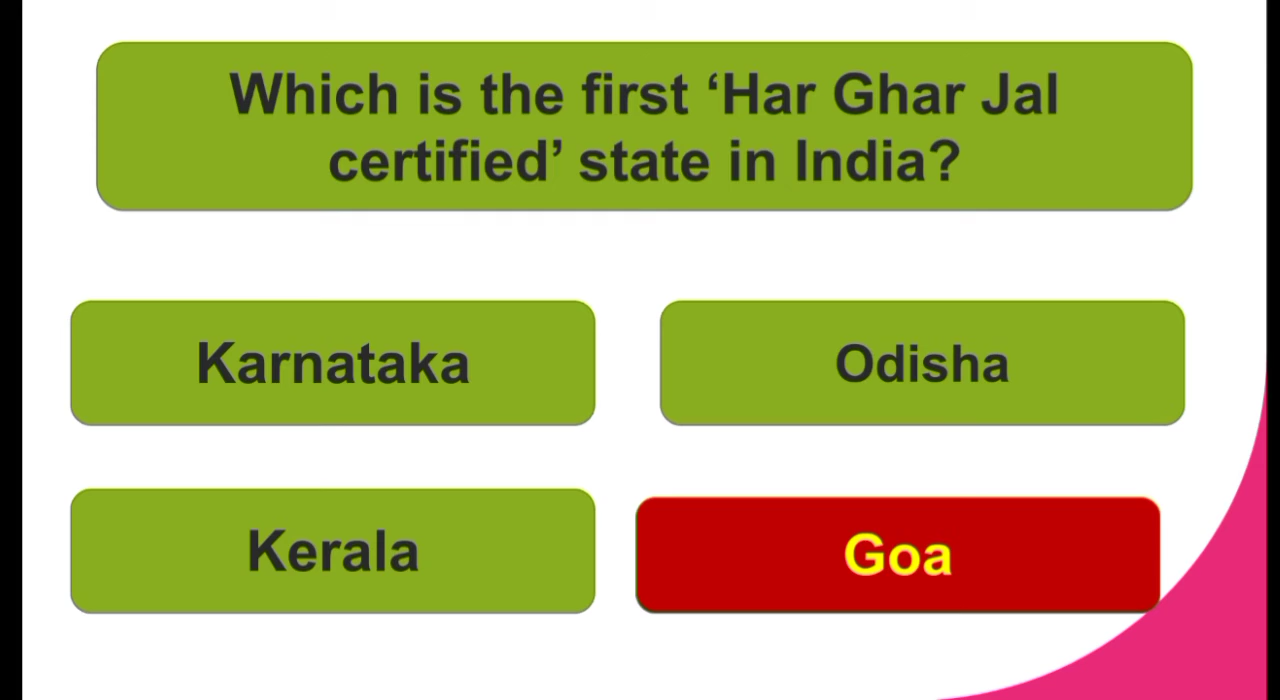 Which is the first ‘Har Ghar Jal
certified’ state in India?
Karnataka
Odisha
Kerala
Goa